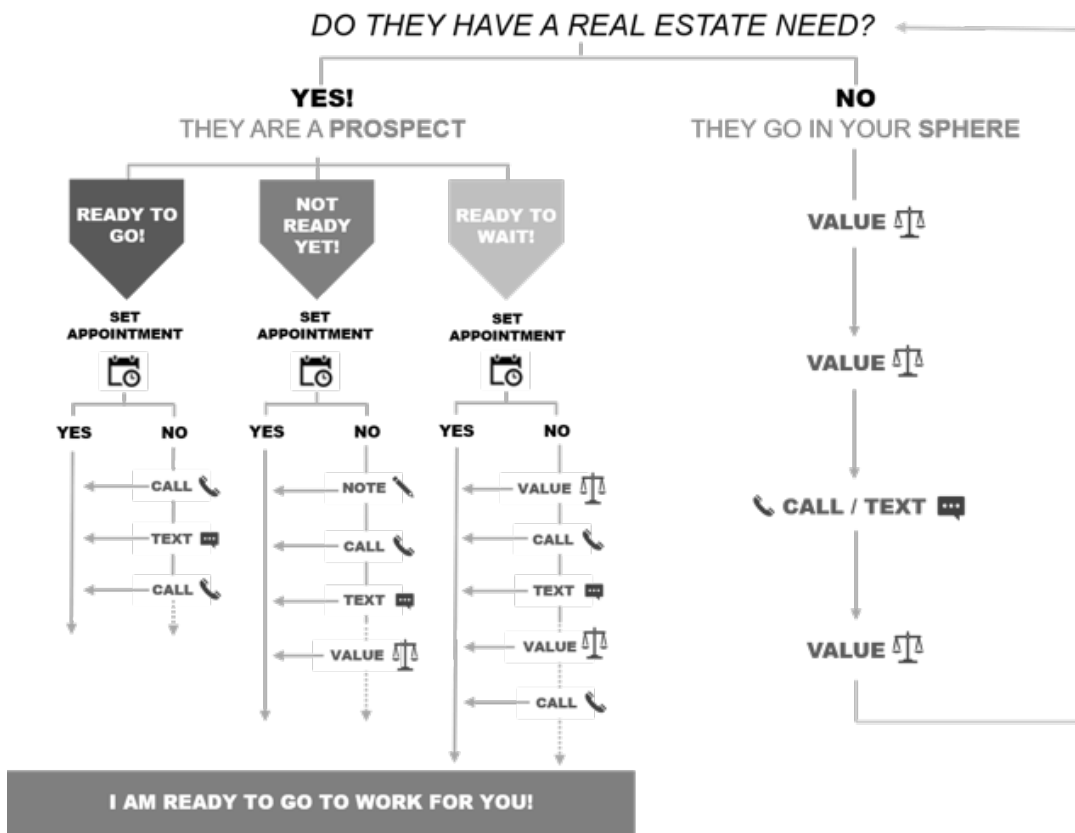 DO THEY HAVE A REAL ESTATE NEED?
YES!
THEY ARE A PROSPECT
READY TO
GO!
SET
APPOINTMENT
YES
NO
CALL
TEXT
CALL
NOT
READY
YET!
SET
APPOINTMENT
YES
NO
NOTE
CALL
TEXT
VALUE
READY TO
WAIT!
SET
APPOINTMENT
YES
NO
VALUE
CALL
TEXT
VALUE
CALL
I AM READY TO GO TO WORK FOR YOU!
NO
THEY GO IN YOUR SPHERE
VALUE
VALUE
CALL / TEXT
VALUE